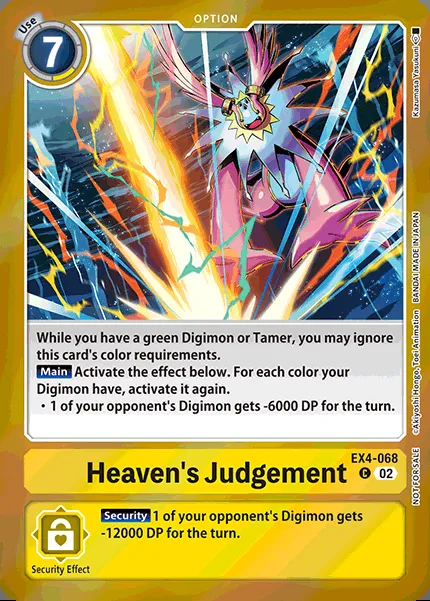 OPTION
Use
7
While you have a green Digimon or Tamer, you may ignore
this card's color requirements.
Main Activate the effect below. For each color your
Digimon have, activate it again.
・1 of your opponent's Digimon gets -6000 DP for the turn.
EX4-068
Heaven's Judgement
C 02
Security 1 of your opponent's Digimon gets
-12000 DP for the turn.
Security Effect
Kazumasa Yasukuni
NOT FOR SALE ©Akiyoshi Hongo, Toei Animation BANDAI MADE IN JAPAN